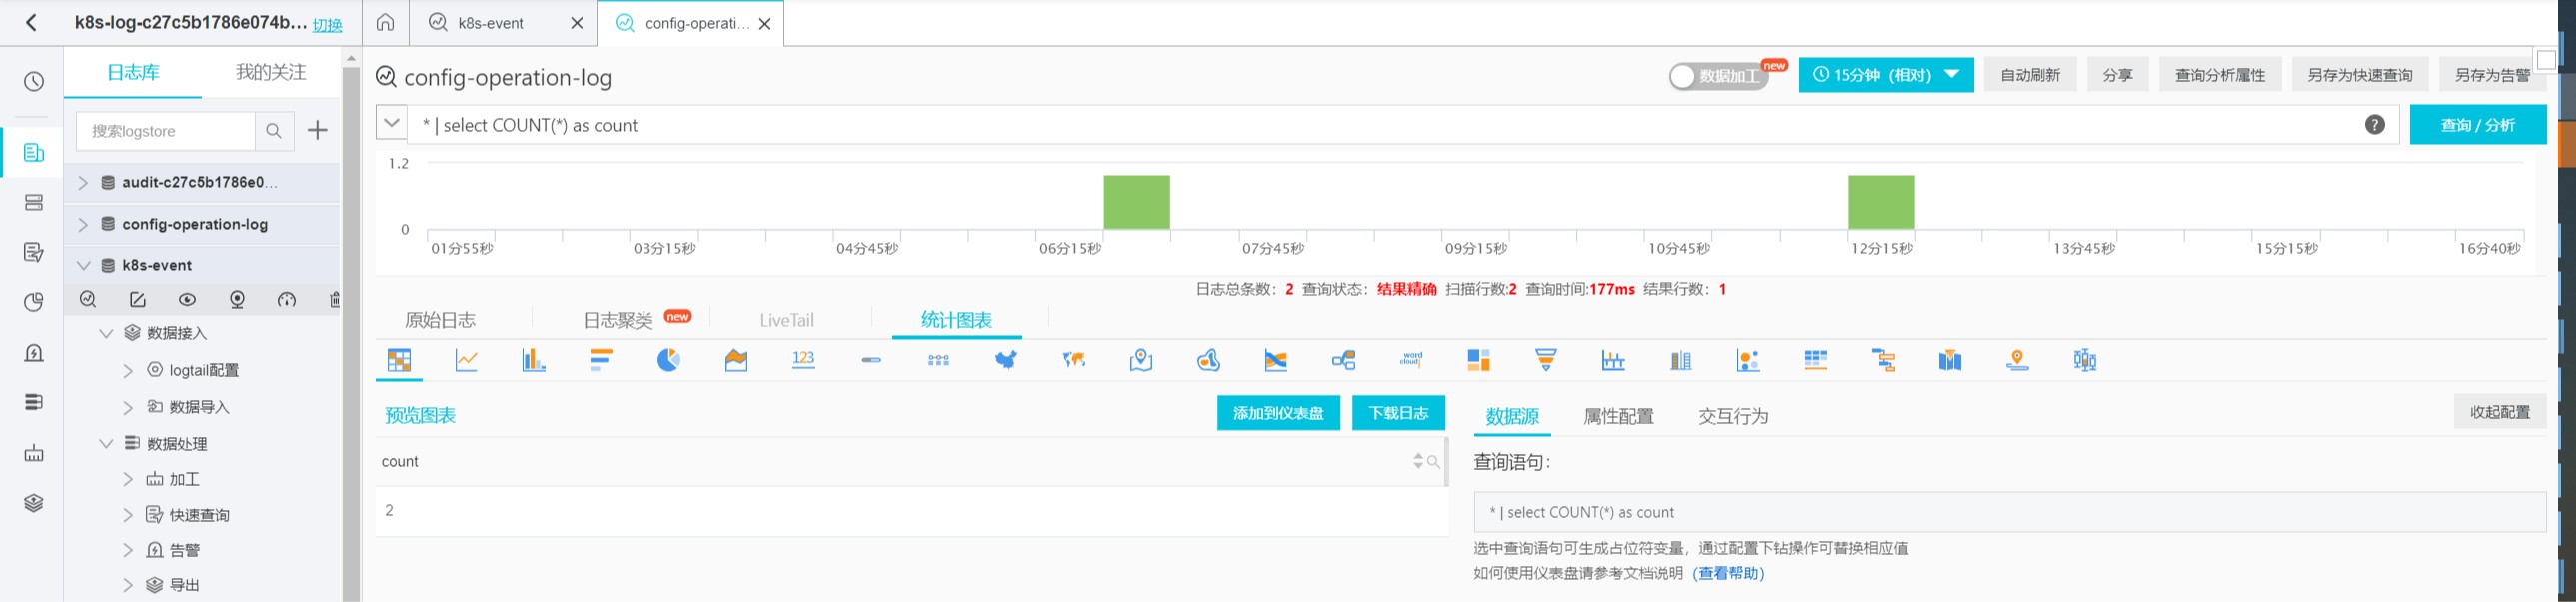 k8s-log-c27c5b1786e074b... 切换
k8s-event
config-operati...
日志库 我的关注
搜索logstore
audit-c27c5b1786e0...
config-operation-log
k8s-event
数据接入
logtail配置
数据导入
数据处理
加工
快速查询
告警
导出
config-operation-log
数据加工 new 15分钟（相对） 自动刷新 分享 查询分析属性 另存为快速查询 另存为告警
* | select COUNT(*) as count ? 查询 / 分析
1.2
0
01分55秒 03分15秒 04分45秒 06分15秒 07分45秒 09分15秒 10分45秒 12分15秒 13分45秒 15分15秒 16分40秒
日志总条数：2 查询状态：结果精确 扫描行数:2 查询时间:177ms 结果行数：1
原始日志 日志聚类 new LiveTail 统计图表
123 word cloud
预览图表 添加到仪表盘 下载日志
count
2
数据源 属性配置 交互行为 收起配置
查询语句：
* | select COUNT(*) as count
选中查询语句可生成占位符变量，通过配置下钻操作可替换相应值
如何使用仪表盘请参考文档说明（查看帮助）